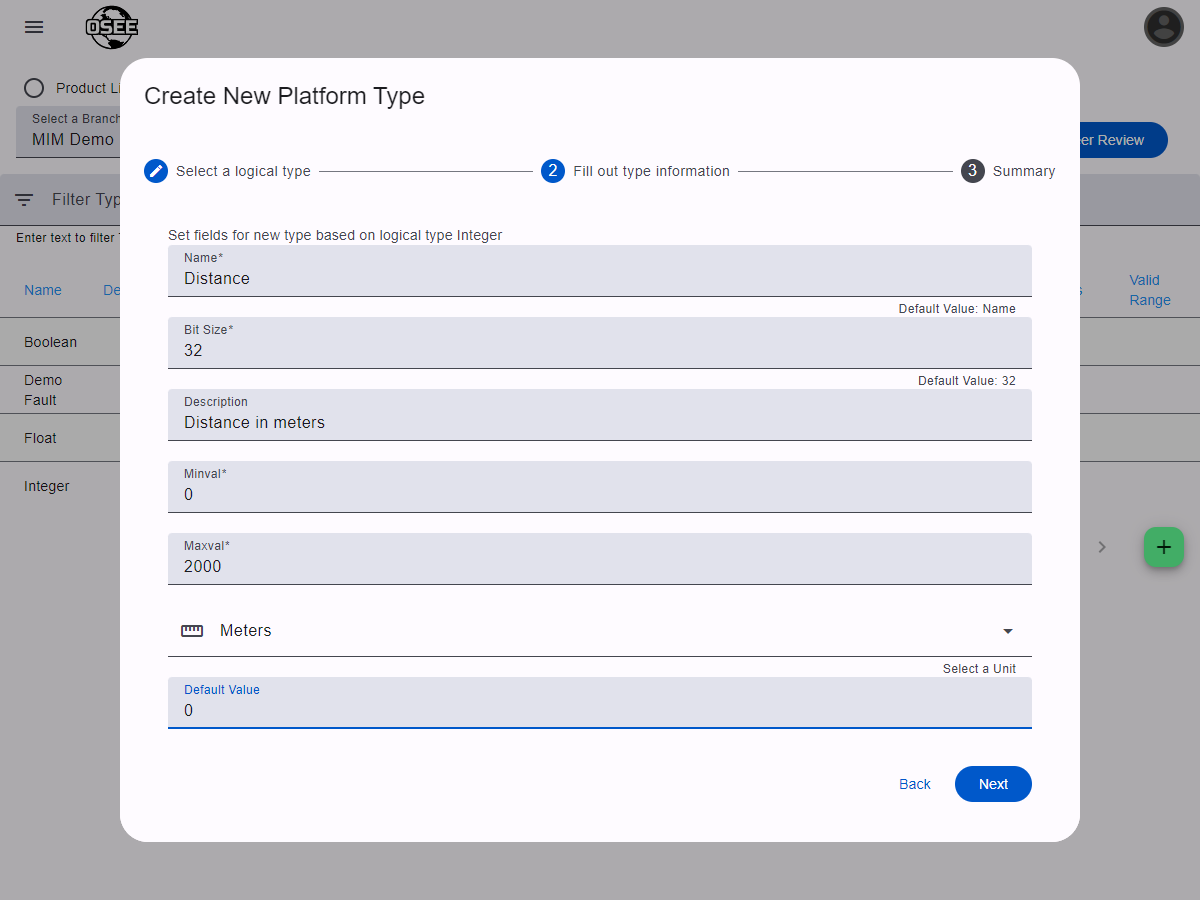 OSEE
Product Li
Select a Branch
MIM Demo
er Review
Filter Typ
Enter text to filter
Name
De
s
Valid
Range
Boolean
Demo
Fault
Float
Integer
Create New Platform Type
Select a logical type
2 Fill out type information
3 Summary
Set fields for new type based on logical type Integer
Name*
Distance
Default Value: Name
Bit Size*
32
Default Value: 32
Description
Distance in meters
Minval*
0
Maxval*
2000
Meters
Select a Unit
Default Value
0
Back
Next